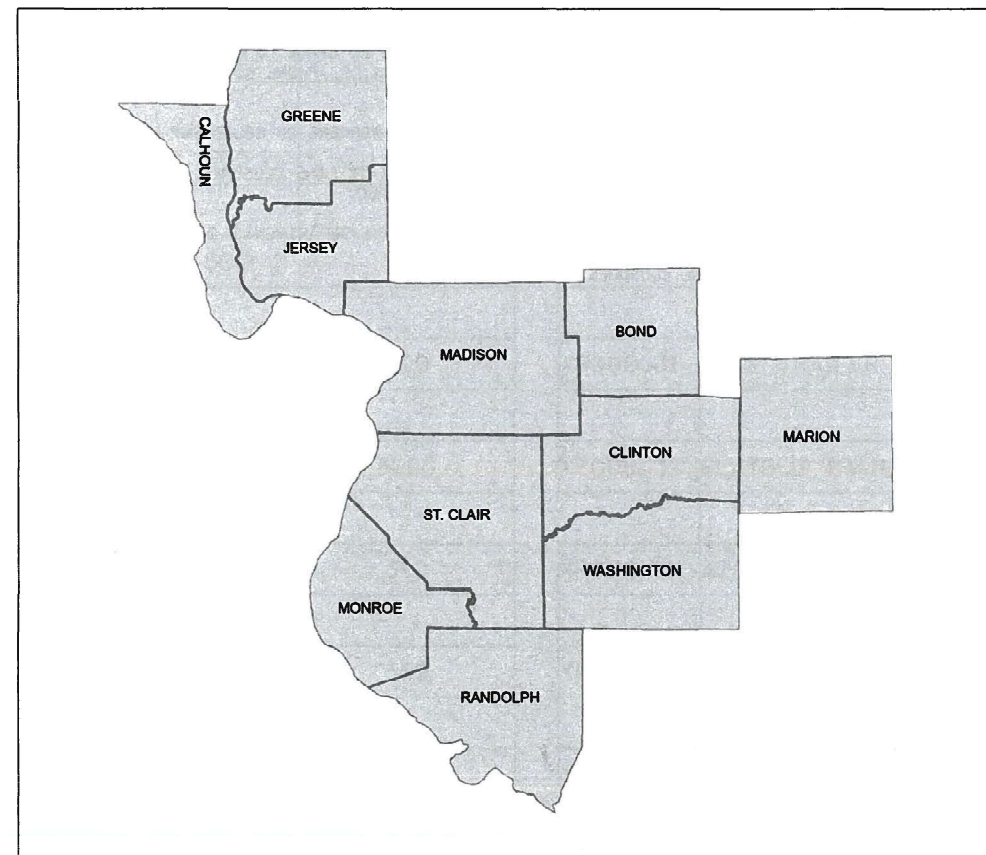 GREENE
CALHOUN
JERSEY
BOND
MADISON
MARION
CLINTON
ST. CLAIR
WASHINGTON
MONROE
RANDOLPH